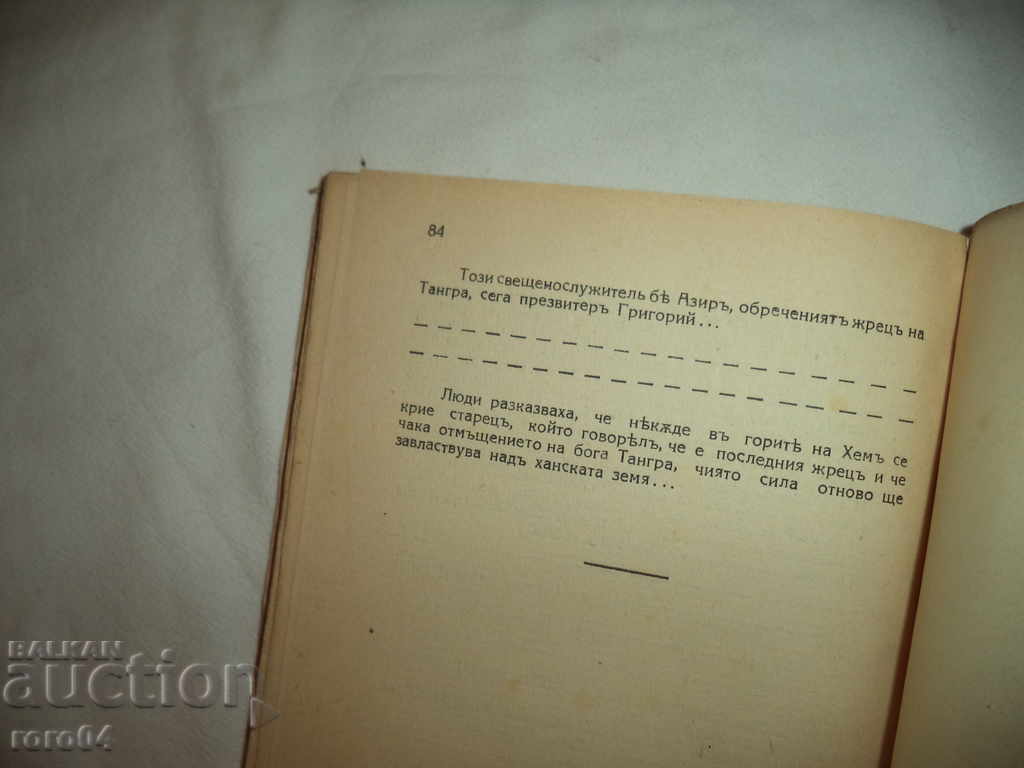 84
Този свещенослужитель бѣ Азиръ, обречениятъ жрецъ на
Тангра, сега презвитеръ Григорий...
Люди разказваха, че нѣкѫде въ горитѣ на Хемъ се
крие старецъ, който говорѣлъ, че е последния жрецъ и че
чака отмъщението на бога Тангра, чиято сила отново ще
завластвува надъ ханската земя...
BALKAN
auction
roro04